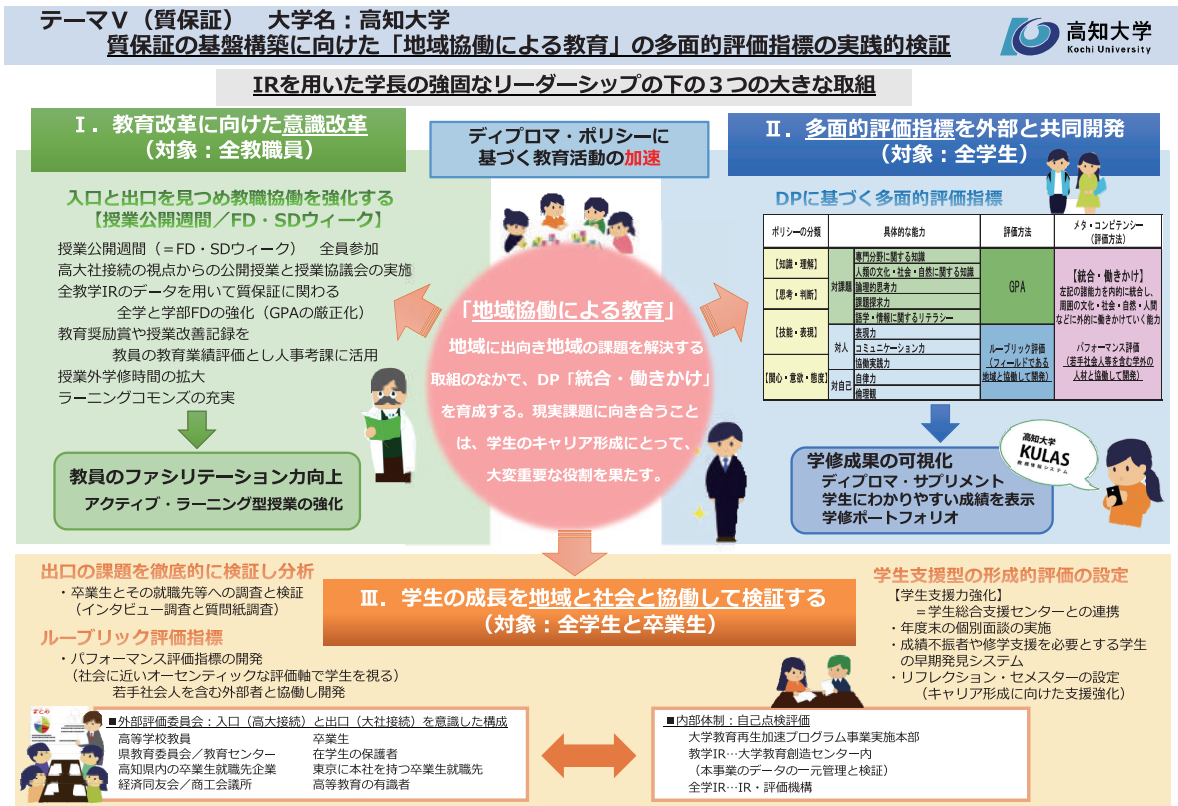 テーマⅤ（質保証）　大学名：高知大学
質保証の基盤構築に向けた「地域協働による教育」の多面的評価指標の実践的検証
高知大学
Kochi University
IRを用いた学長の強固なリーダーシップの下の３つの大きな取組
Ⅰ．教育改革に向けた意識改革
（対象：全教職員）
入口と出口を見つめ教職協働を強化する
【授業公開週間／FD・SDウィーク】
授業公開週間（＝FD・SDウィーク）　全員参加
高大社接続の視点からの公開授業と授業協議会の実施
全教学IRのデータを用いて質保証に関わる
全学と学部FDの強化（GPAの厳正化）
教育奨励賞や授業改善記録を
教員の教育業績評価とし人事考課に活用
授業外学修時間の拡大
ラーニングコモンズの充実
教員のファシリテーション力向上
アクティブ・ラーニング型授業の強化
ディプロマ・ポリシーに
基づく教育活動の加速
「地域協働による教育」
地域に出向き地域の課題を解決する
取組のなかで、DP「統合・働きかけ」
を育成する。現実課題に向き合うこと
は、学生のキャリア形成にとって、
大変重要な役割を果たす。
Ⅱ．多面的評価指標を外部と共同開発
（対象：全学生）
DPに基づく多面的評価指標
ポリシーの分類
具体的な能力
評価方法
メタ・コンピテンシー
（評価方法）
【知識・理解】
【思考・判断】
【技能・表現】
【関心・意欲・態度】
対課題
対人
対自己
専門分野に関する知識
人類の文化・社会・自然に関する知識
論理的思考力
課題探求力
語学・情報に関するリテラシー
表現力
コミュニケーション力
協働実践力
自律力
倫理観
GPA
ルーブリック評価
（フィールドである
地域と協働して開発）
【統合・働きかけ】
左記の諸能力を内的に統合し、
周囲の文化・社会・自然・人間
などに外的に働きかけていく能力
パフォーマンス評価
（若手社会人等を含む学外の
人材と協働して開発）
学修成果の可視化
ディプロマ・サプリメント
学生にわかりやすい成績を表示
学修ポートフォリオ
高知大学
KULAS
教務情報システム
出口の課題を徹底的に検証し分析
・卒業生とその就職先等への調査と検証
（インタビュー調査と質問紙調査）
ルーブリック評価指標
・パフォーマンス評価指標の開発
（社会に近いオーセンティックな評価軸で学生を視る）
若手社会人を含む外部者と協働し開発
Ⅲ．学生の成長を地域と社会と協働して検証する
（対象：全学生と卒業生）
学生支援型の形成的評価の設定
【学生支援力強化】
＝学生総合支援センターとの連携
・年度末の個別面談の実施
・成績不振者や修学支援を必要とする学生
の早期発見システム
・リフレクション・セメスターの設定
（キャリア形成に向けた支援強化）
まとめ
■外部評価委員会：入口（高大接続）と出口（大社接続）を意識した構成
高等学校教員
県教育委員会／教育センター
高知県内の卒業生就職先企業
経済同友会／商工会議所
卒業生
在学生の保護者
東京に本社を持つ卒業生就職先
高等教育の有識者
■内部体制：自己点検評価
大学教育再生加速プログラム事業実施本部
教学IR…大学教育創造センター内
（本事業のデータの一元管理と検証）
全学IR…IR・評価機構